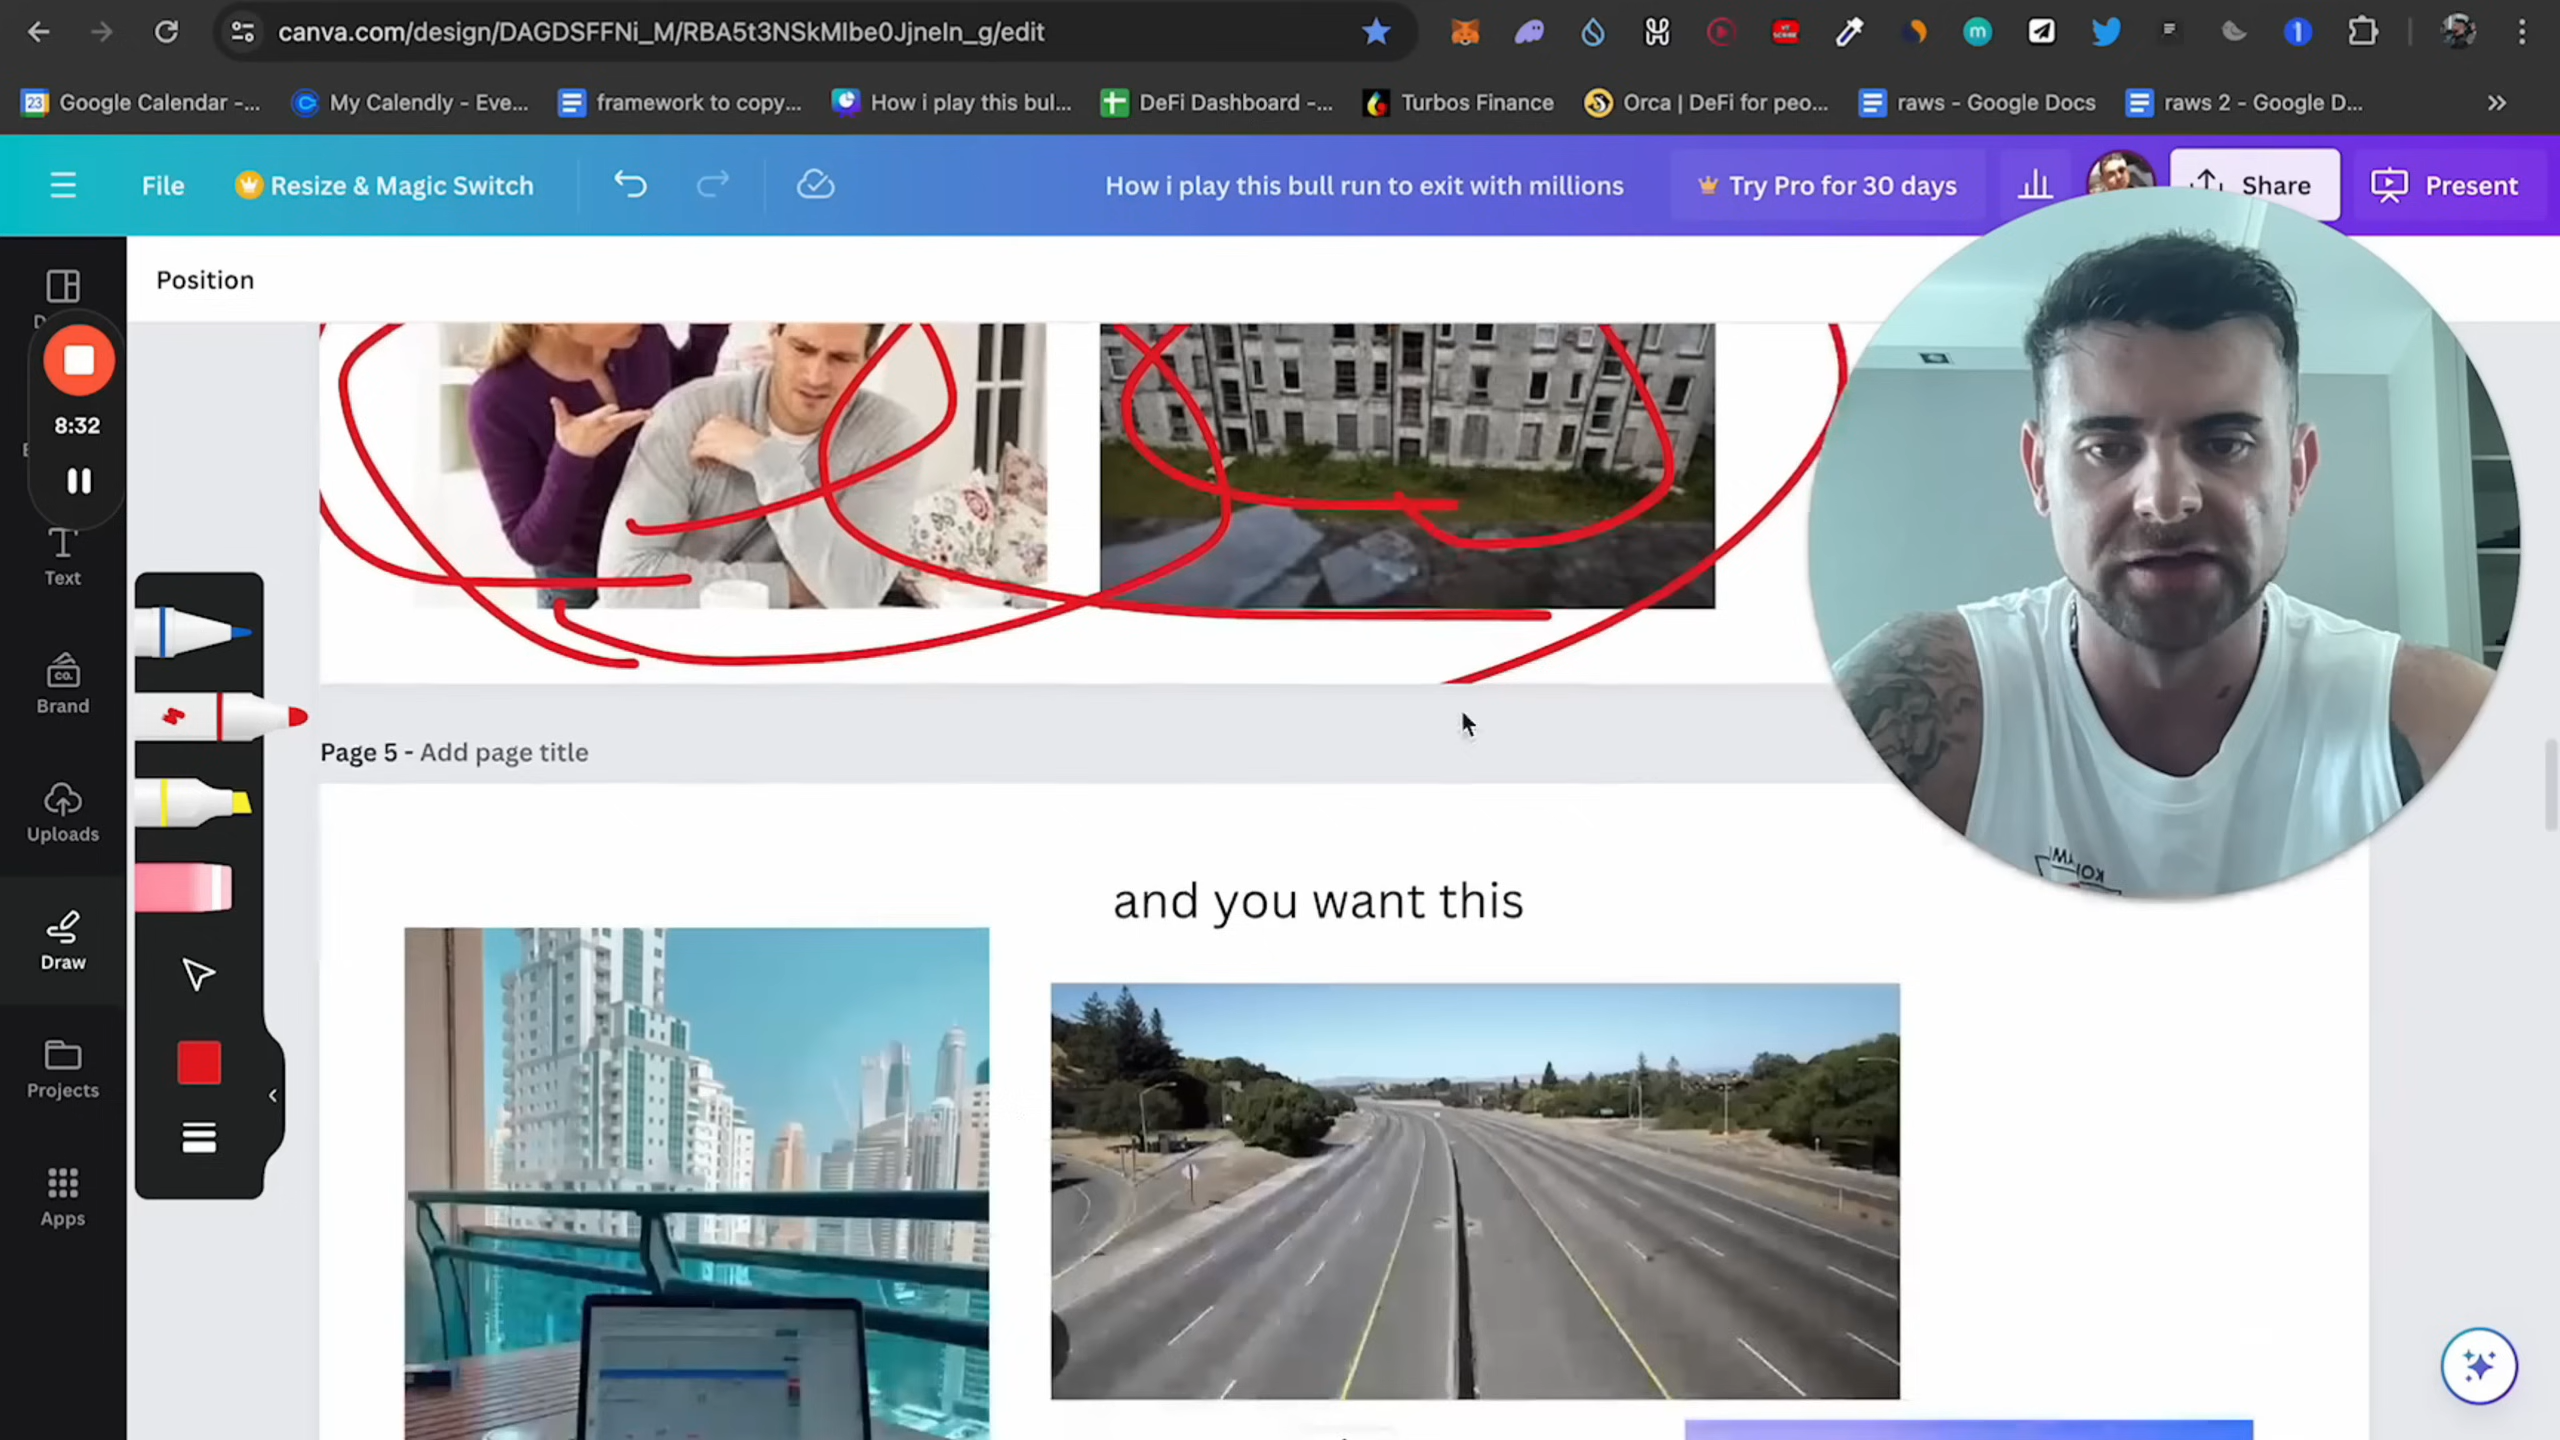 canva.com/design/DAGDSFFNi_M/RBA5t3NSkMIbe0JjneIn_g/edit
Google Calendar -...
My Calendly - Eve...
framework to copy...
How i play this bul...
DeFi Dashboard -...
Turbos Finance
Orca | DeFi for peo...
raws - Google Docs
raws 2 - Google D...
File
Resize & Magic Switch
How i play this bull run to exit with millions
Try Pro for 30 days
Share
Present
Position
8:32
Text
Brand
Uploads
Draw
Projects
Apps
Page 5 - Add page title
and you want this